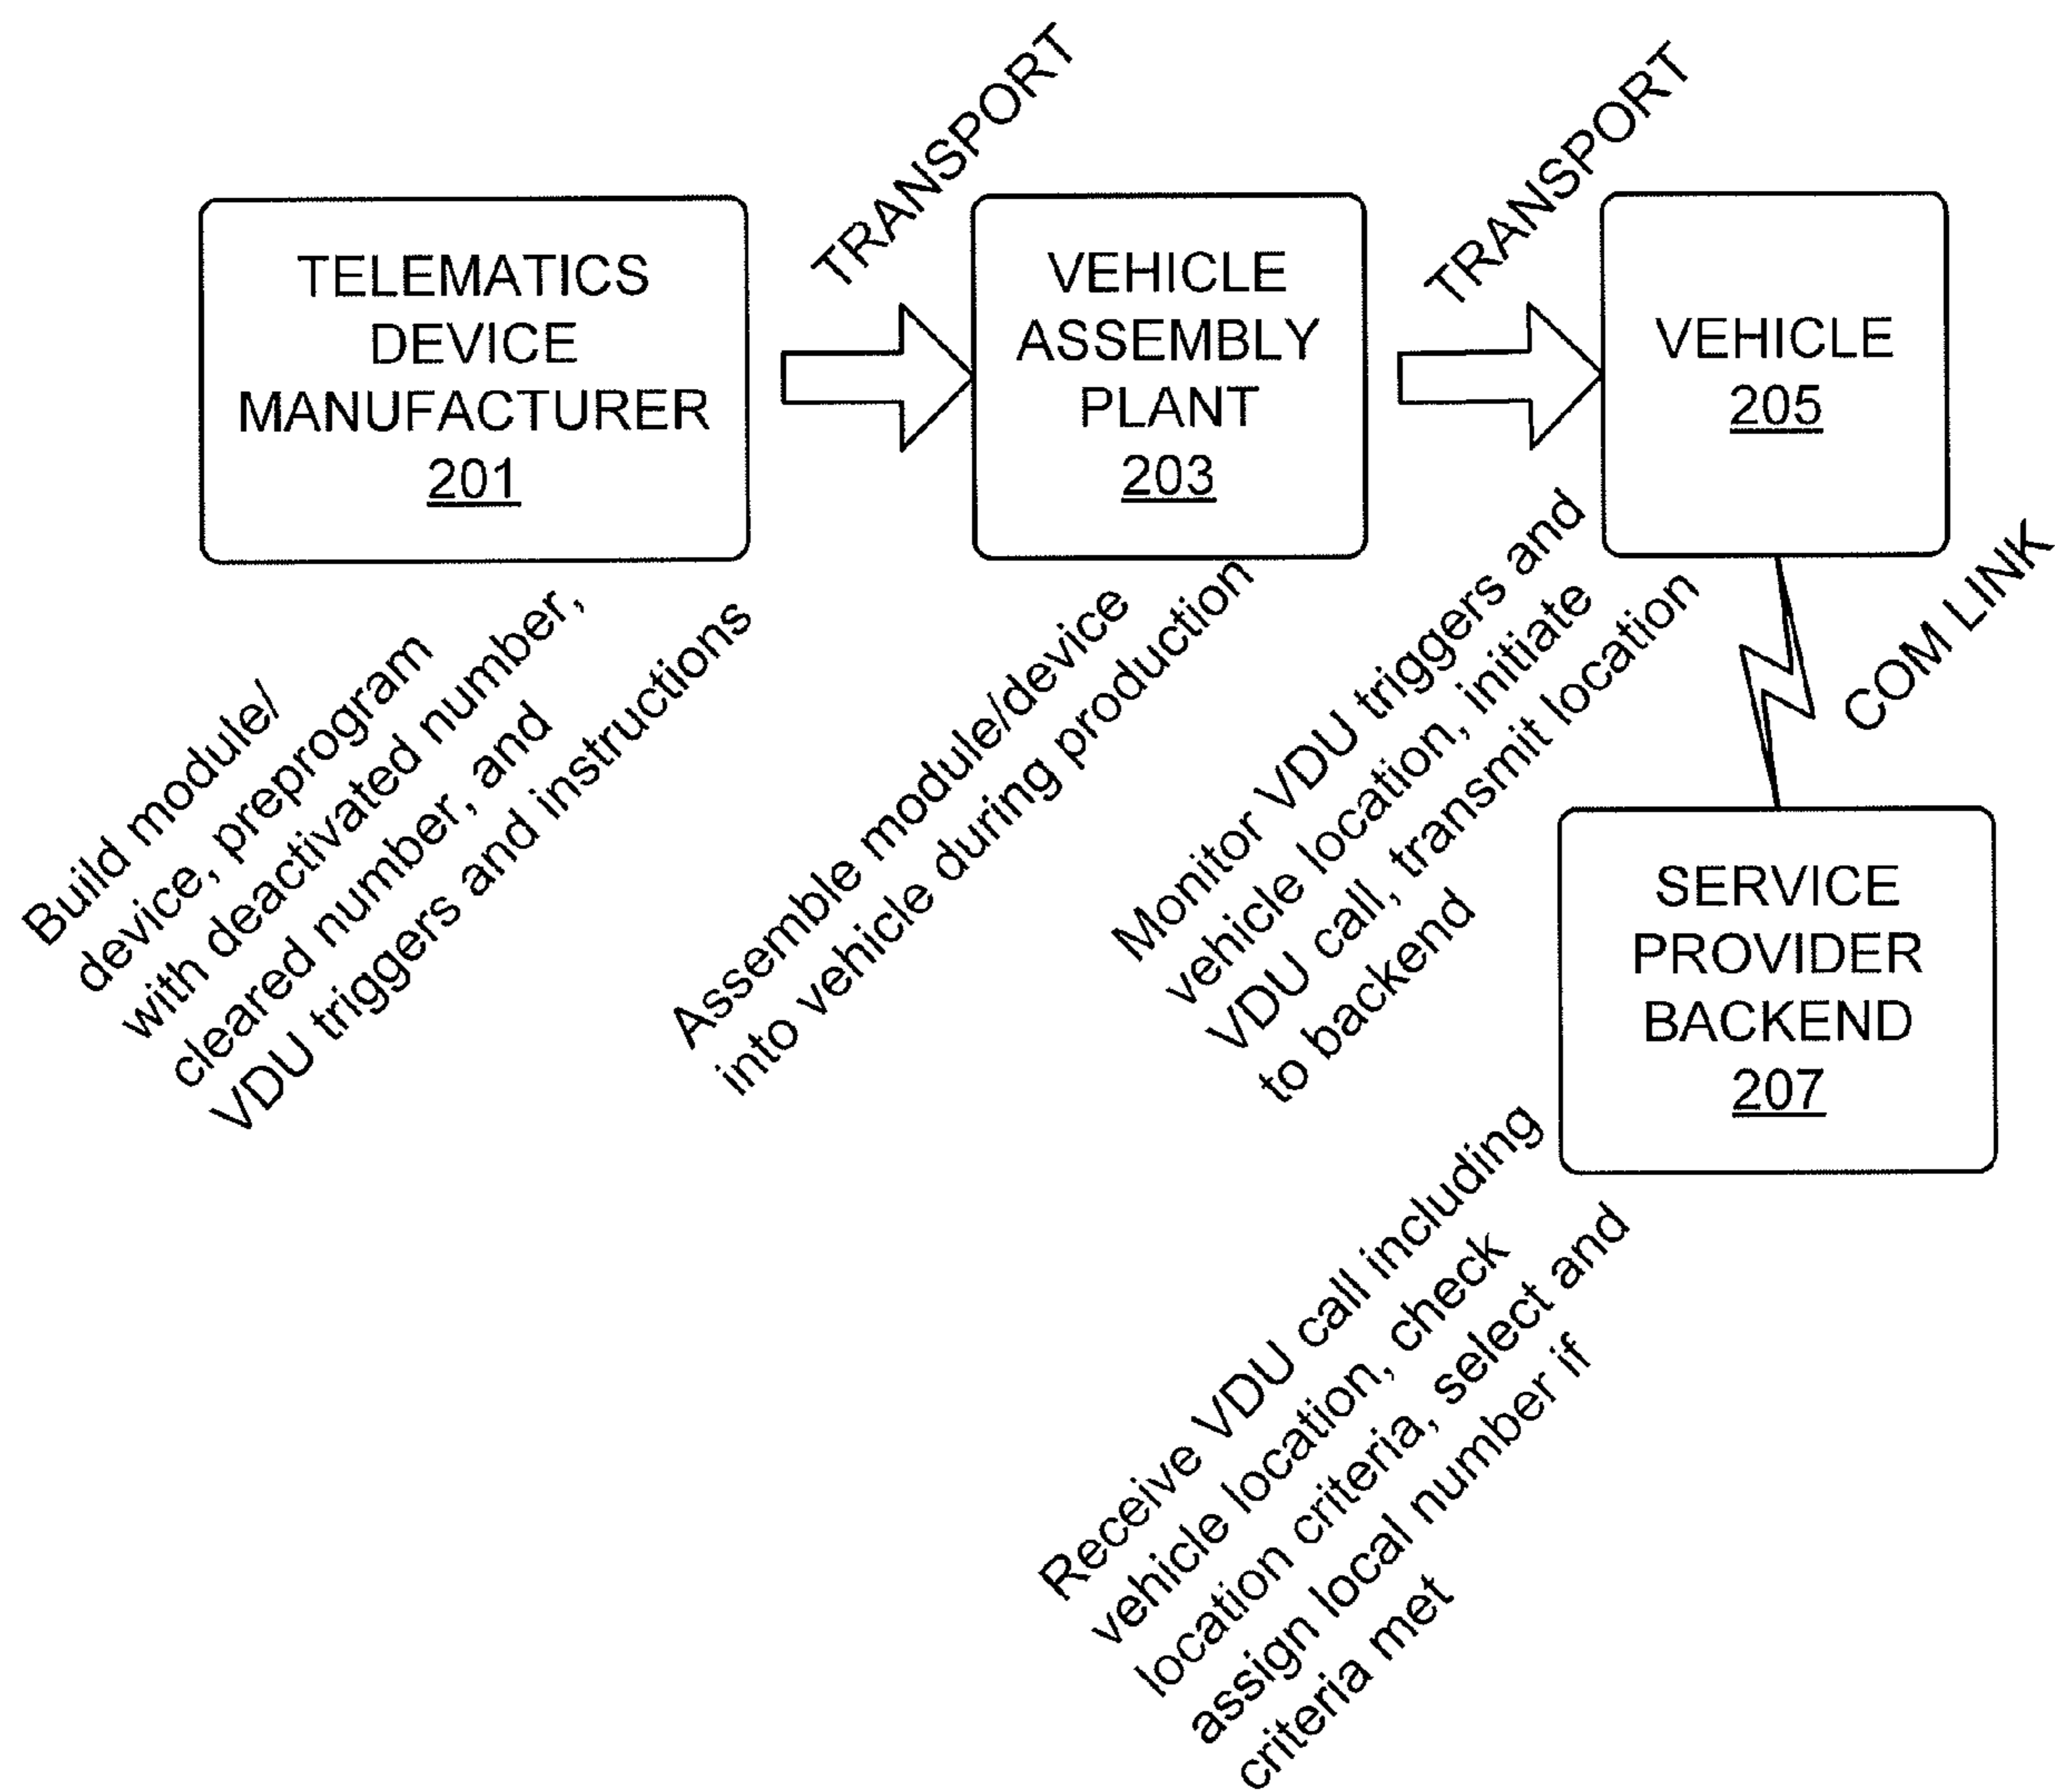 TRANSPORT
TRANSPORT
TELEMATICS
DEVICE
MANUFACTURER
201
VEHICLE
ASSEMBLY
PLANT
203
VEHICLE
205
Build module/
device, preprogram
with deactivated number,
cleared number, and
VDU triggers and instructions
Assemble module/device
into vehicle during production
Monitor VDU triggers and
vehicle location, initiate
VDU call, transmit location
to backend
COM LINK
SERVICE
PROVIDER
BACKEND
207
Receive VDU call including
vehicle location, check
location criteria, select and
assign local number if
criteria met